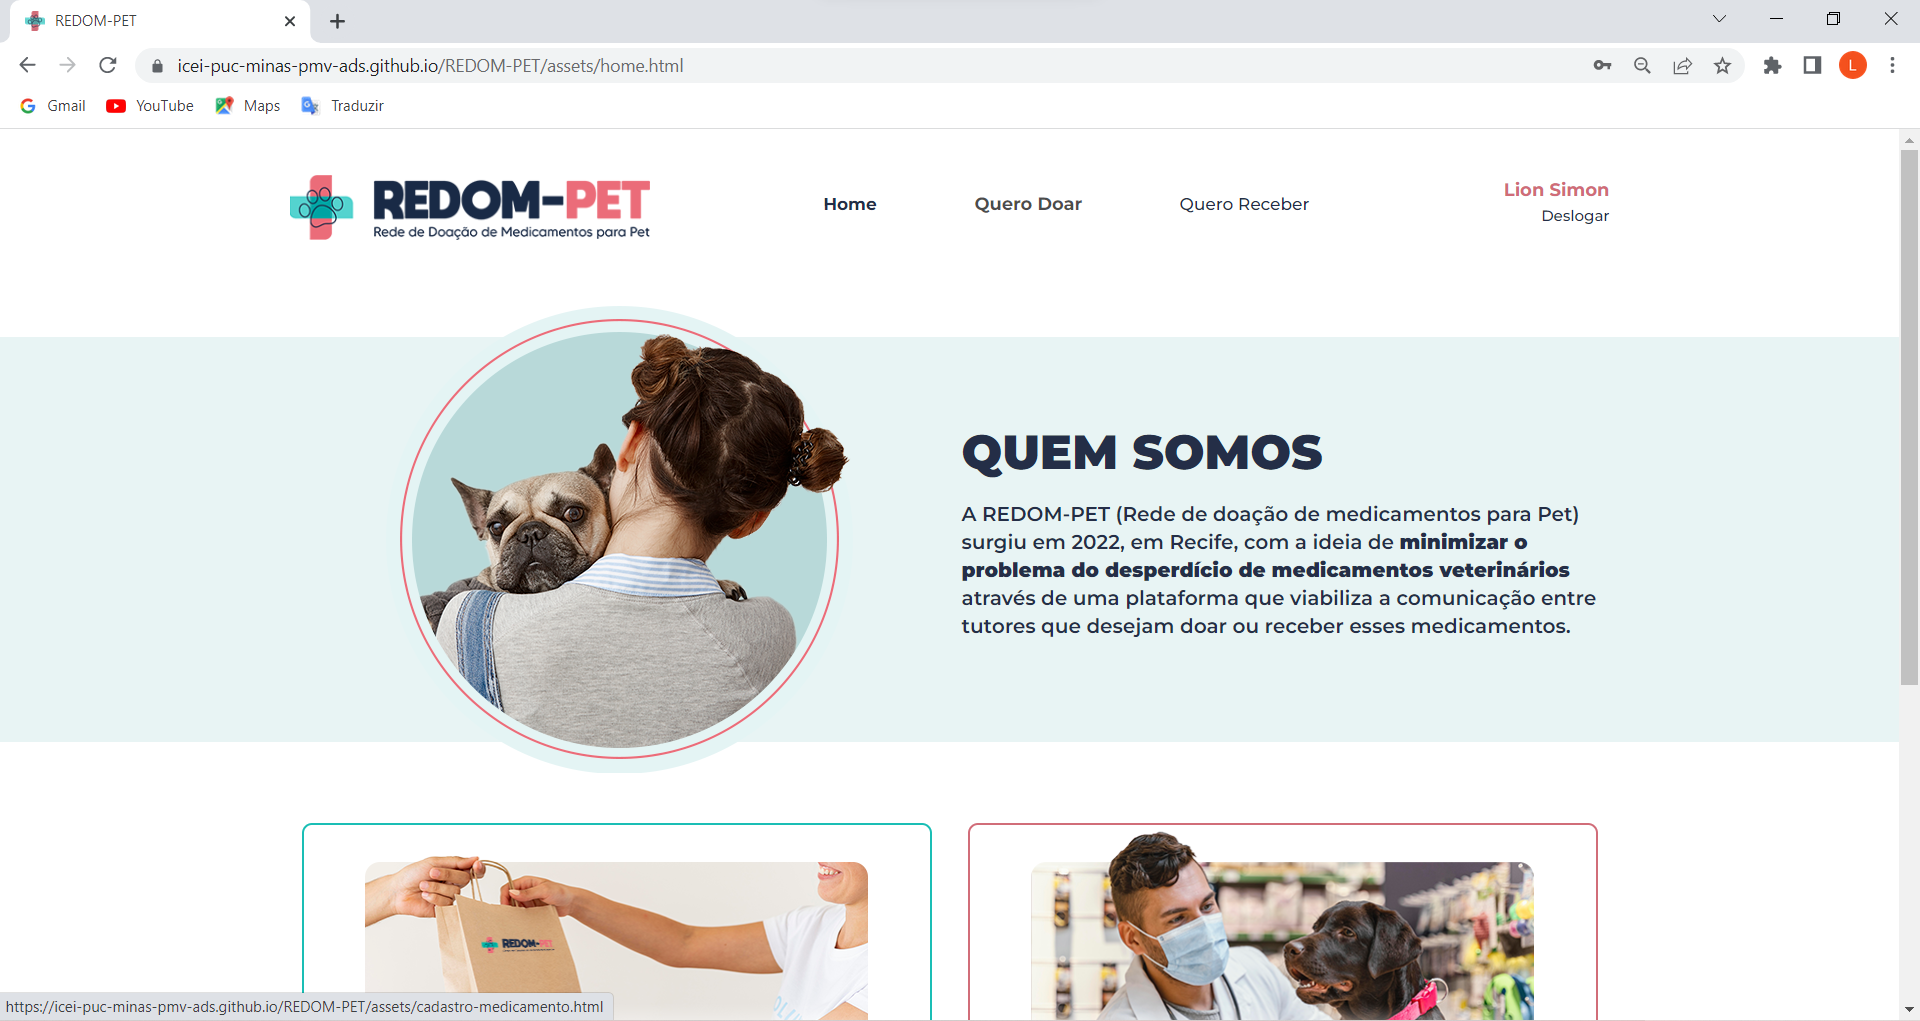 REDOM-PET
icei-puc-minas-pmv-ads.github.io/REDOM-PET/assets/home.html
L
Gmail
YouTube
Maps
Traduzir
REDOM-PET
Rede de Doação de Medicamentos para Pet
Home
Quero Doar
Quero Receber
Lion Simon
Deslogar
QUEM SOMOS
A REDOM-PET (Rede de doação de medicamentos para Pet)
surgiu em 2022, em Recife, com a ideia de minimizar o
problema do desperdício de medicamentos veterinários
através de uma plataforma que viabiliza a comunicação entre
tutores que desejam doar ou receber esses medicamentos.
REDOM-PET
https://icei-puc-minas-pmv-ads.github.io/REDOM-PET/assets/cadastro-medicamento.html